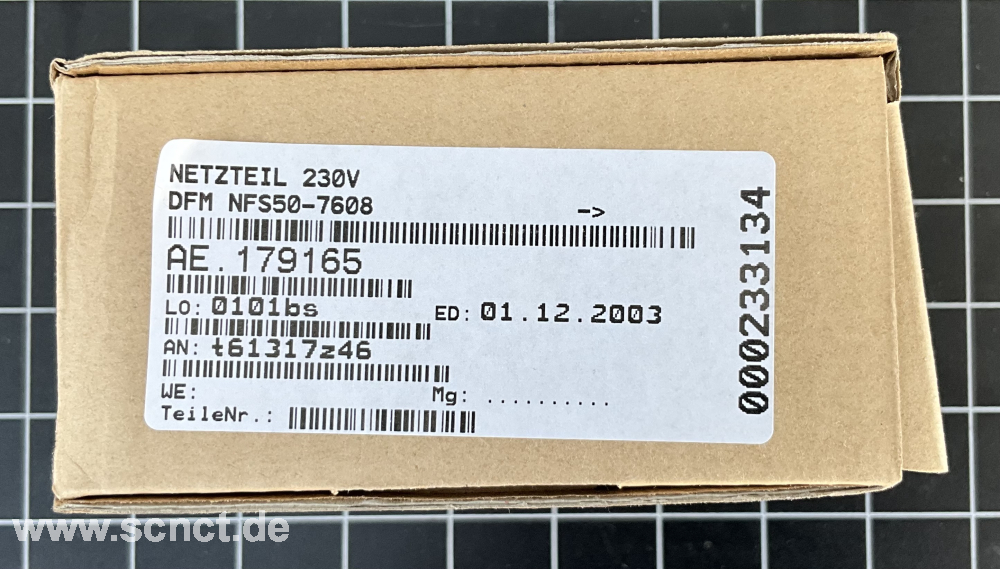 NETZTEIL 230V
DFM NFS50-7608
->
AE.179165
LO: 0101bs
ED: 01.12.2003
AN: t61317z46
WE:
Mg: ..........
TeileNr.:
0000233134
www.scnct.de